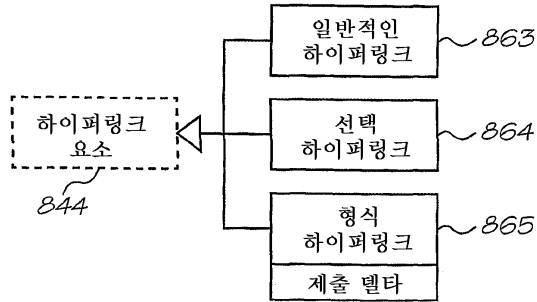 일반적인
하이퍼링크
863
하이퍼링크
요소
844
선택
하이퍼링크
864
형식
하이퍼링크
865
제출 델타